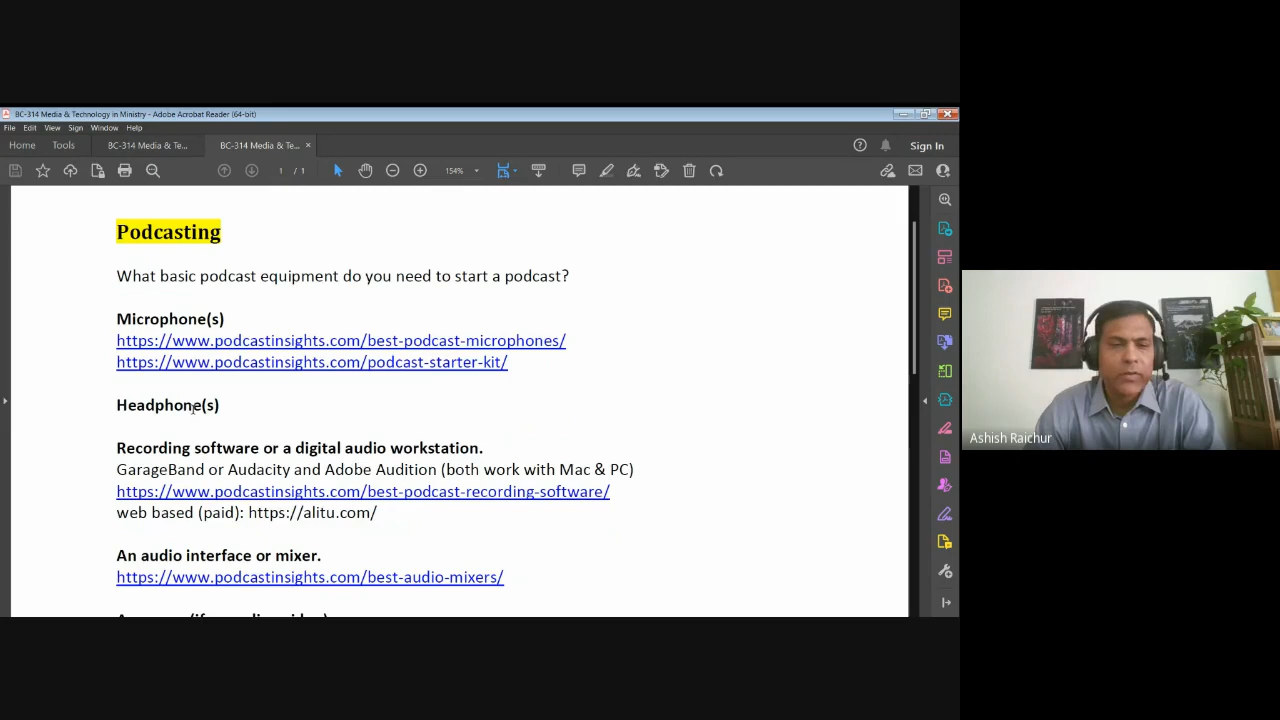 BC-314 Media & Technology in Ministry - Adobe Acrobat Reader (64-bit)
File Edit View Sign Window Help
Home Tools BC-314 Media & Te... BC-314 Media & Te... × Sign In
1 / 1 154%
Podcasting
What basic podcast equipment do you need to start a podcast?
Microphone(s)
https://www.podcastinsights.com/best-podcast-microphones/
https://www.podcastinsights.com/podcast-starter-kit/
Headphone(s)
Recording software or a digital audio workstation.
GarageBand or Audacity and Adobe Audition (both work with Mac & PC)
https://www.podcastinsights.com/best-podcast-recording-software/
web based (paid): https://alitu.com/
An audio interface or mixer.
https://www.podcastinsights.com/best-audio-mixers/
Ashish Raichur